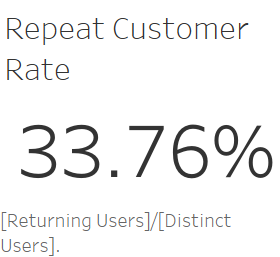 Repeat Customer
Rate
33.76%
[Returning Users]/[Distinct
Users].